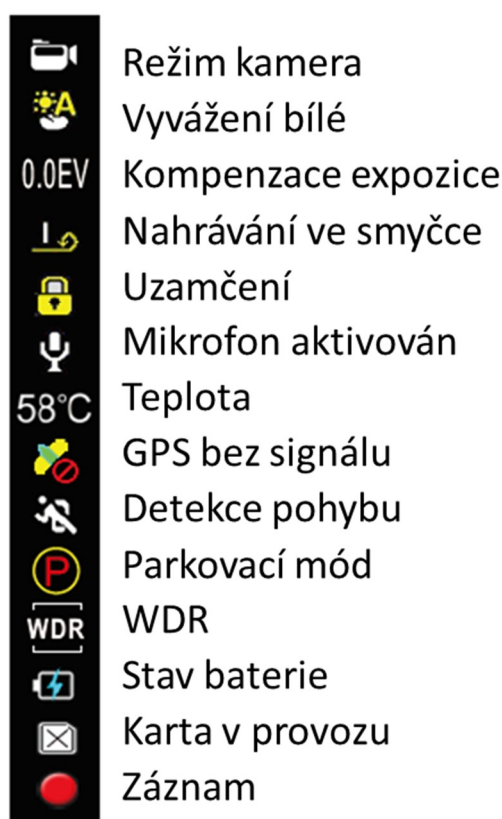 Režim kamera
A Vyvážení bílé
0.0EV Kompenzace expozice
Nahrávání ve smyčce
Uzamčení
Mikrofon aktivován
58°C Teplota
GPS bez signálu
Detekce pohybu
P Parkovací mód
WDR WDR
Stav baterie
Karta v provozu
Záznam